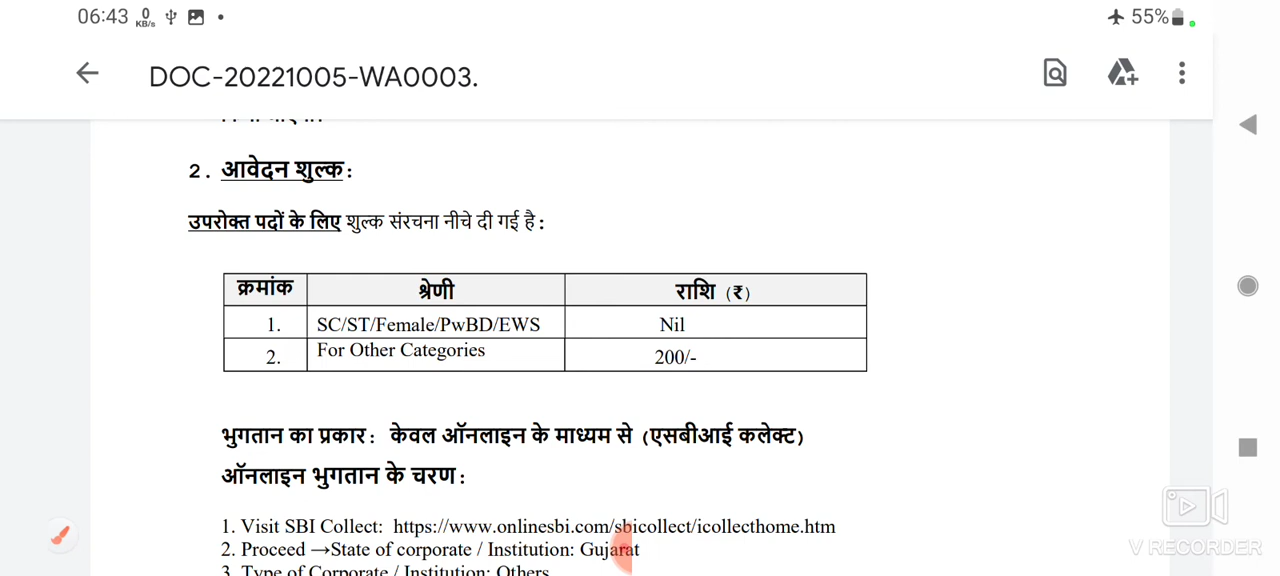 06:43 0 KB/s 55%
DOC-20221005-WA0003.
2. आवेदन शुल्क:
उपरोक्त पदों के लिए शुल्क संरचना नीचे दी गई है:
क्रमांक श्रेणी राशि (₹)
1. SC/ST/Female/PwBD/EWS Nil
2. For Other Categories 200/-
भुगतान का प्रकार: केवल ऑनलाइन के माध्यम से (एसबीआई कलेक्ट)
ऑनलाइन भुगतान के चरण:
1. Visit SBI Collect: https://www.onlinesbi.com/sbicollect/icollecthome.htm
2. Proceed →State of corporate / Institution: Gujarat
3. Type of Corporate / Institution: Others
V RECORDER